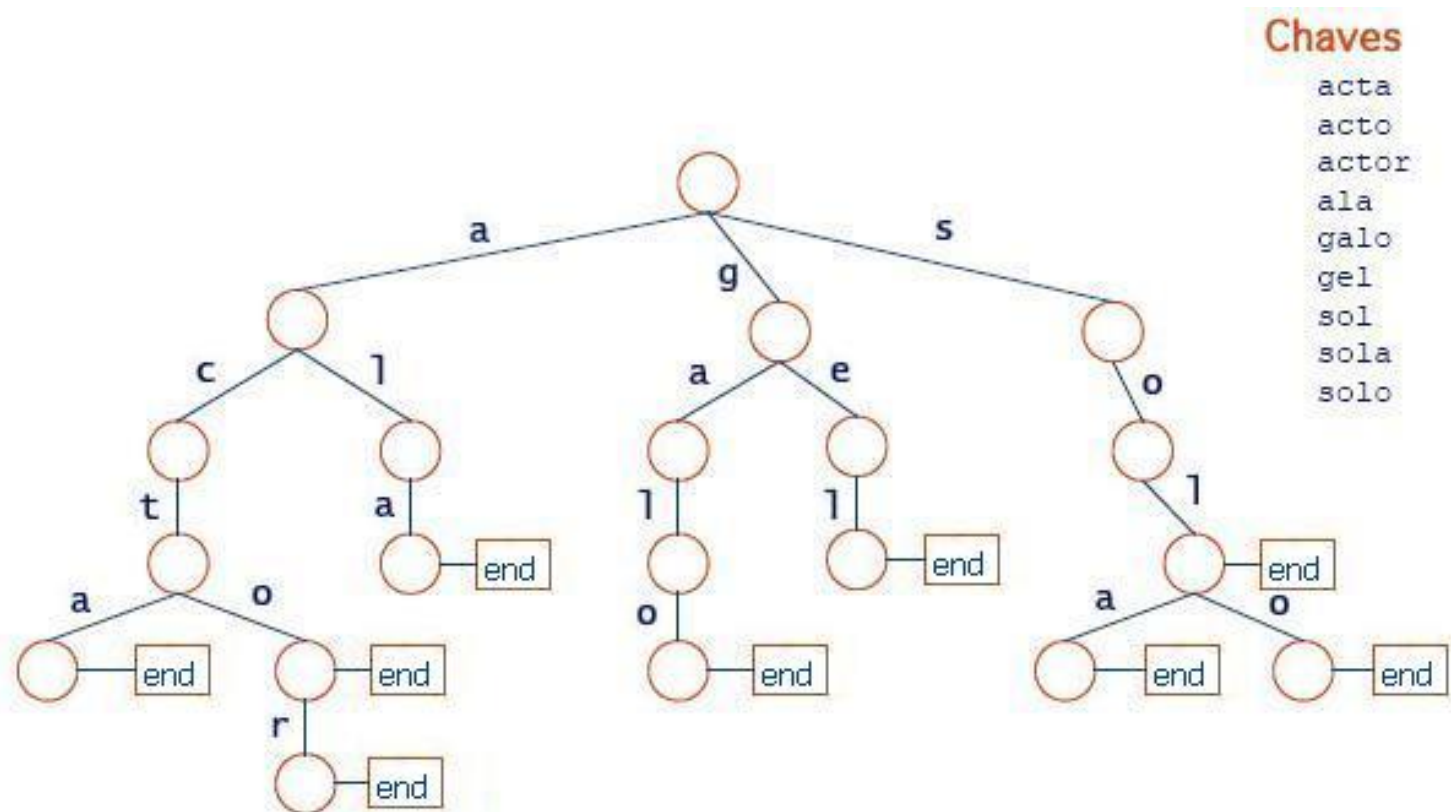 Chaves
acta
acto
actor
ala
galo
gel
sol
sola
solo
a
s
g
c
l
a
e
o
t
a
l
l
l
end
end
end
a
o
o
a
o
end
end
end
end
end
r
end